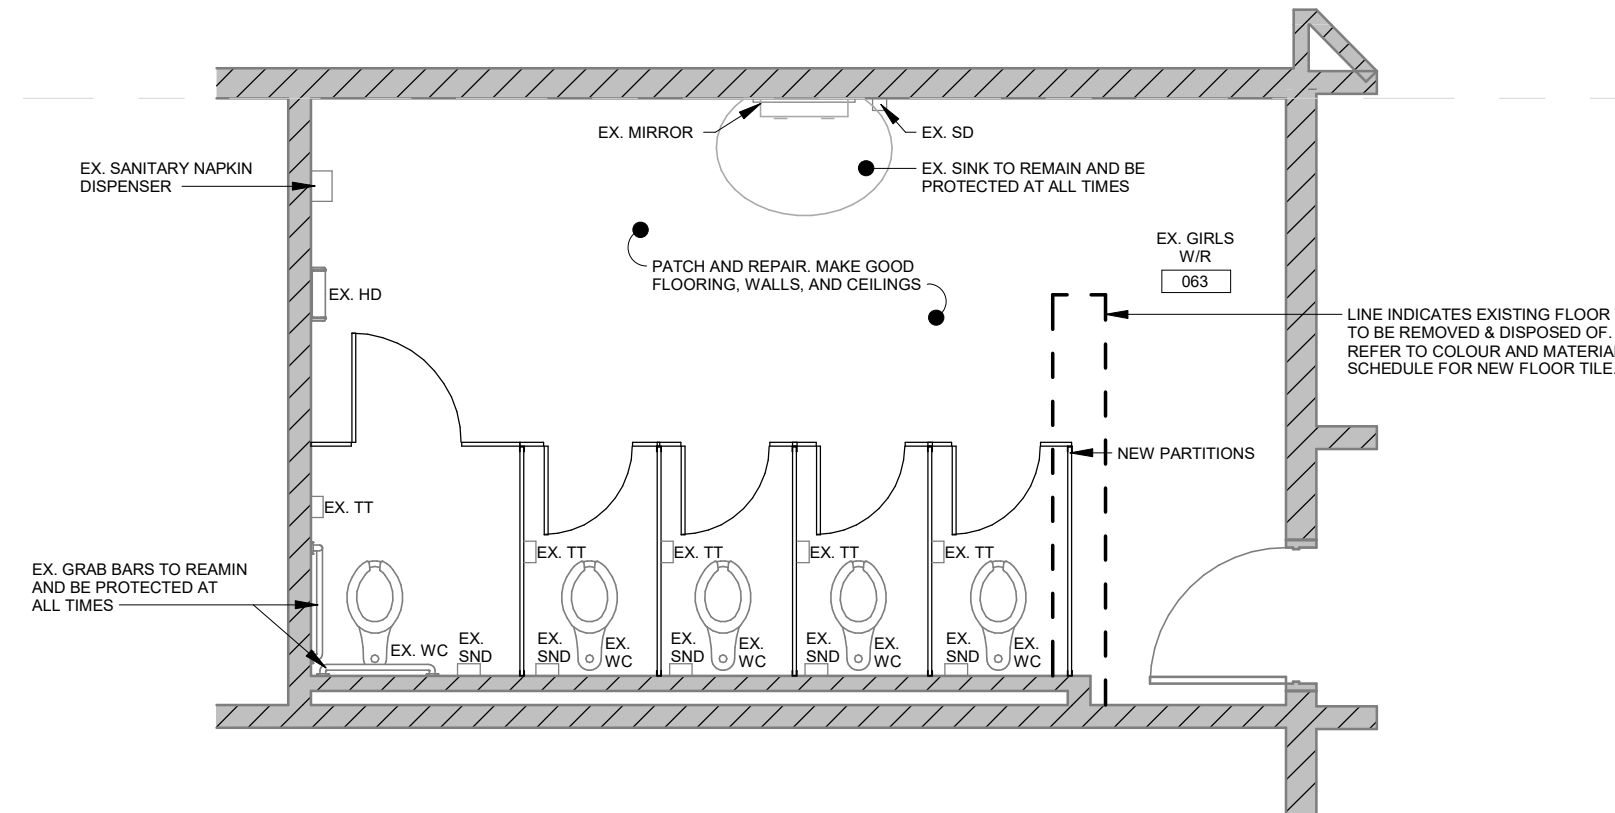 EX. MIRROR
EX. SD
EX. SANITARY NAPKIN
DISPENSER
EX. SINK TO REMAIN AND BE
PROTECTED AT ALL TIMES
EX. GIRLS
W/R
063
PATCH AND REPAIR. MAKE GOOD
FLOORING, WALLS, AND CEILINGS
EX. HD
LINE INDICATES EXISTING FLOOR
TO BE REMOVED & DISPOSED OF.
REFER TO COLOUR AND MATERIAL
SCHEDULE FOR NEW FLOOR TILE.
NEW PARTITIONS
EX. TT
EX. TT
EX. TT
EX. TT
EX. TT
EX. GRAB BARS TO REAMIN
AND BE PROTECTED AT
ALL TIMES
EX. WC
EX.
SND
EX.
SND
EX.
WC
EX.
SND
EX.
WC
EX.
SND
EX.
WC
EX.
SND
EX.
WC